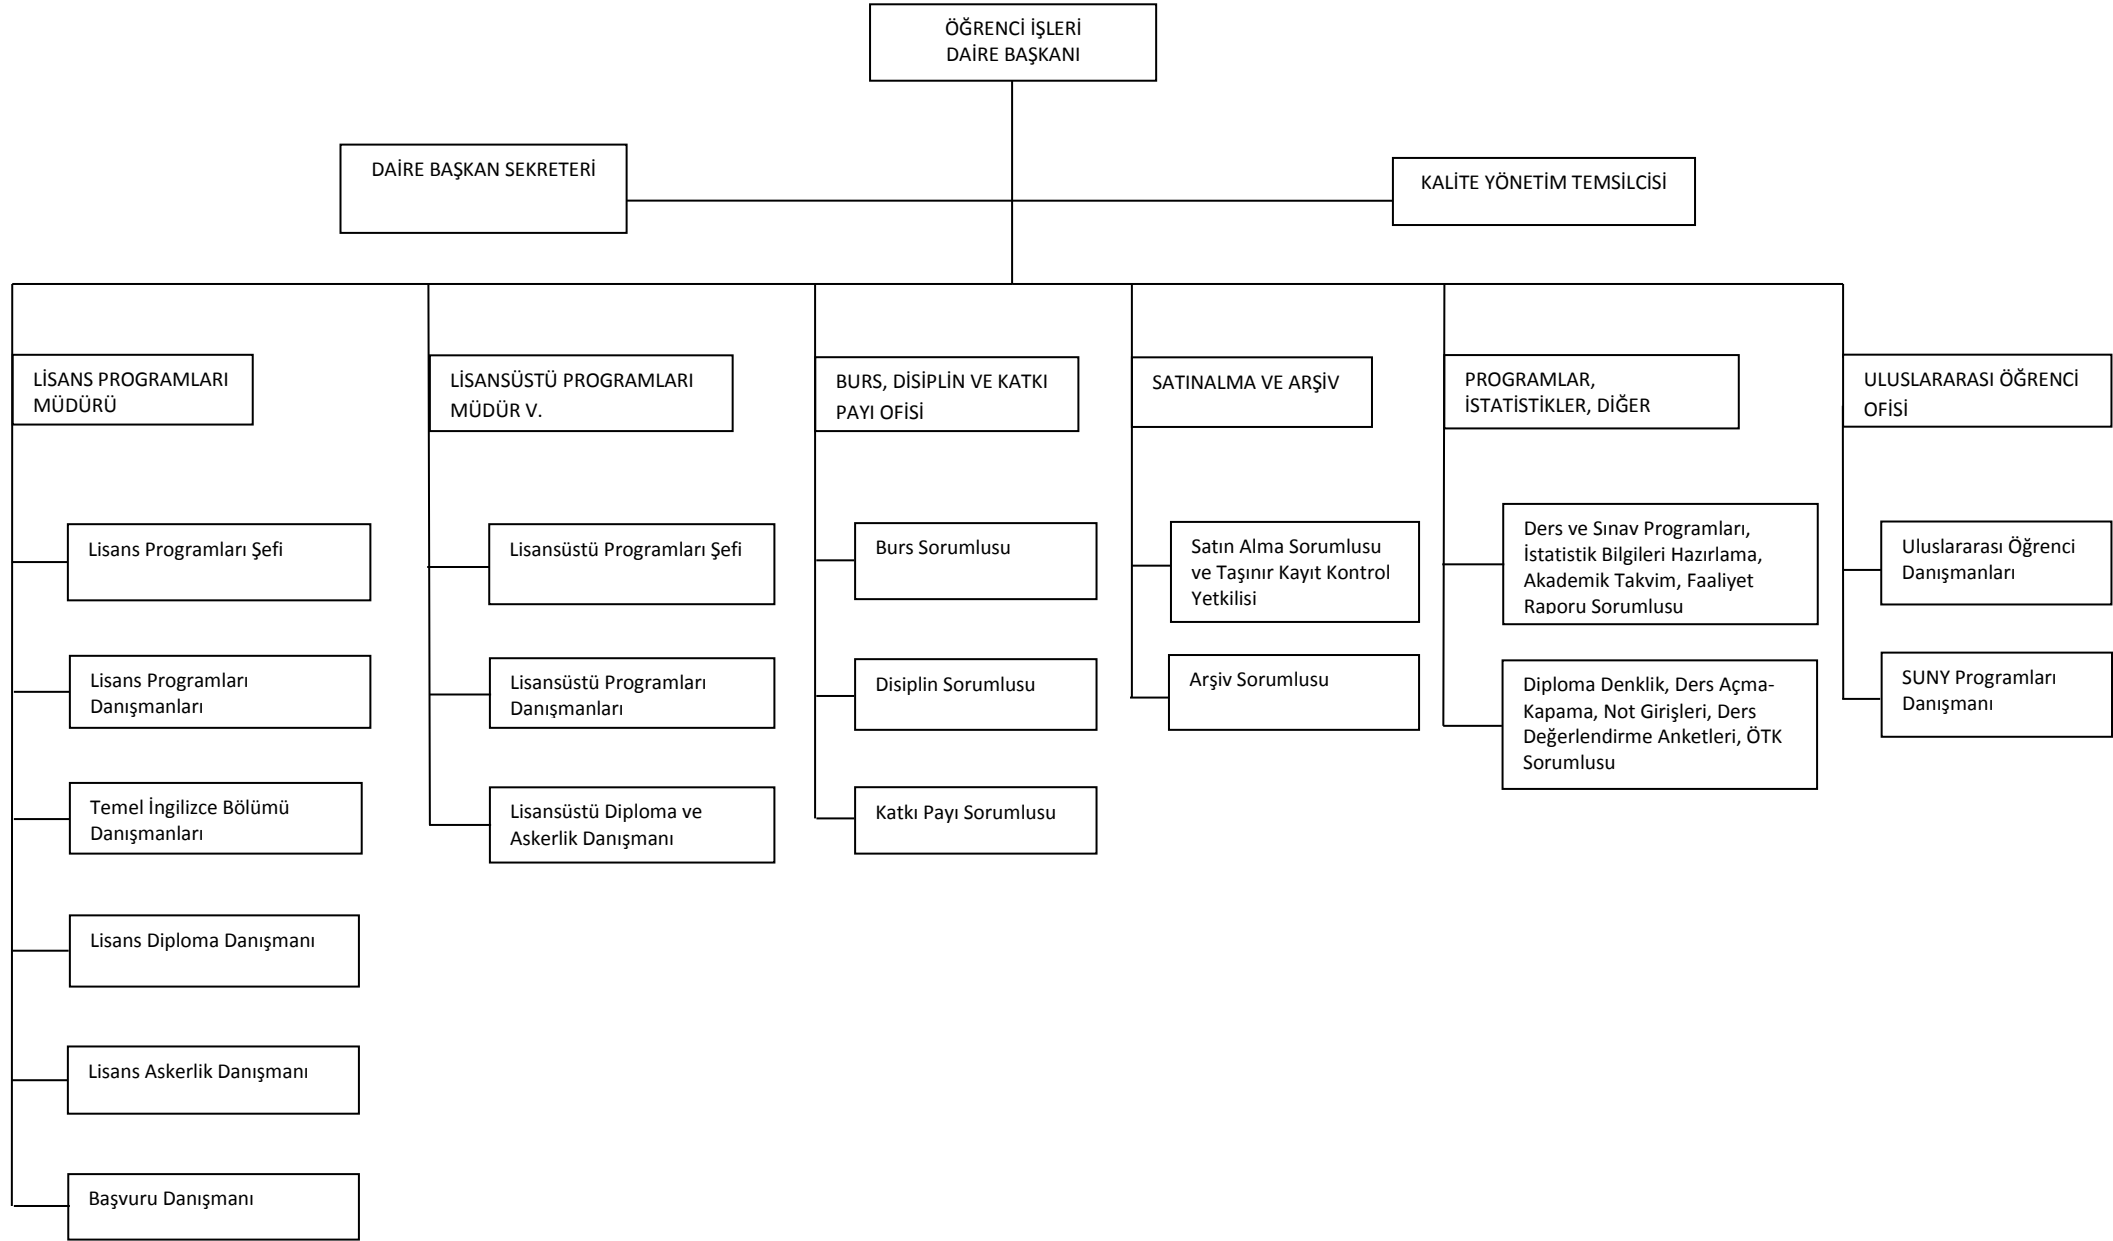 ÖĞRENCİ İŞLERİ
DAİRE BAŞKANI
DAİRE BAŞKAN SEKRETERİ
KALİTE YÖNETİM TEMSİLCİSİ
LİSANS PROGRAMLARI
MÜDÜRÜ
LİSANSÜSTÜ PROGRAMLARI
MÜDÜR V.
BURS, DİSİPLİN VE KATKI
PAYI OFİSİ
SATINALMA VE ARŞİV
PROGRAMLAR,
İSTATİSTİKLER, DİĞER
ULUSLARARASI ÖĞRENCİ
OFİSİ
Lisans Programları Şefi
Lisans Programları
Danışmanları
Temel İngilizce Bölümü
Danışmanları
Lisans Diploma Danışmanı
Lisans Askerlik Danışmanı
Başvuru Danışmanı
Lisansüstü Programları Şefi
Lisansüstü Programları
Danışmanları
Lisansüstü Diploma ve
Askerlik Danışmanı
Burs Sorumlusu
Disiplin Sorumlusu
Katkı Payı Sorumlusu
Satın Alma Sorumlusu
ve Taşınır Kayıt Kontrol
Yetkilisi
Arşiv Sorumlusu
Ders ve Sınav Programları,
İstatistik Bilgileri Hazırlama,
Akademik Takvim, Faaliyet
Raporu Sorumlusu
Diploma Denklik, Ders Açma-
Kapama, Not Girişleri, Ders
Değerlendirme Anketleri, ÖTK
Sorumlusu
Uluslararası Öğrenci
Danışmanları
SUNY Programları
Danışmanı